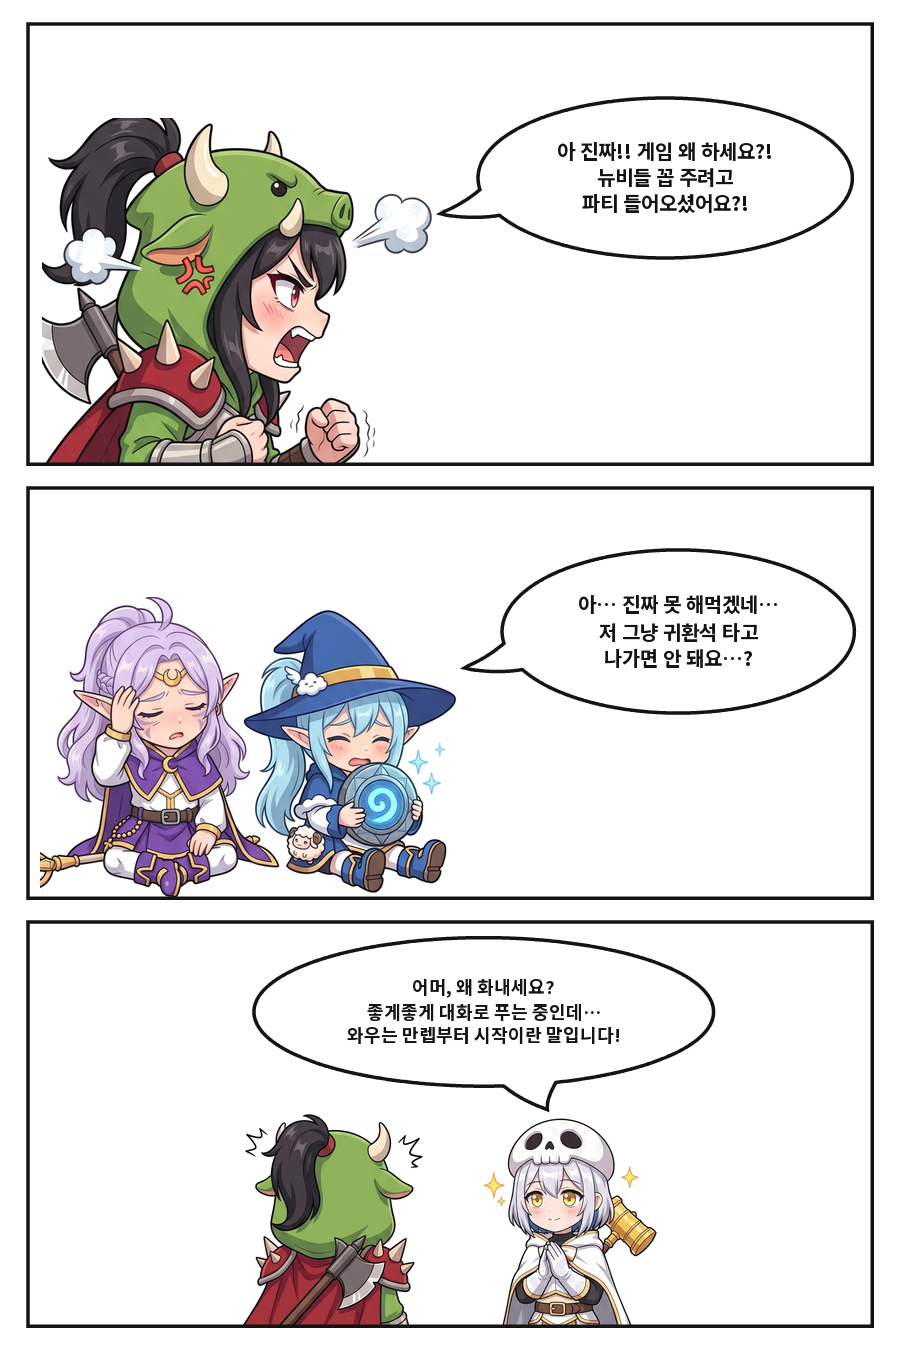 아 진짜!! 게임 왜 하세요?!
뉴비들 꼽 주려고
파티 들어오셨어요?!
아… 진짜 못 해먹겠네…
저 그냥 귀환석 타고
나가면 안 돼요…?
어머, 왜 화내세요?
좋게좋게 대화로 푸는 중인데…
와우는 만렙부터 시작이란 말입니다!